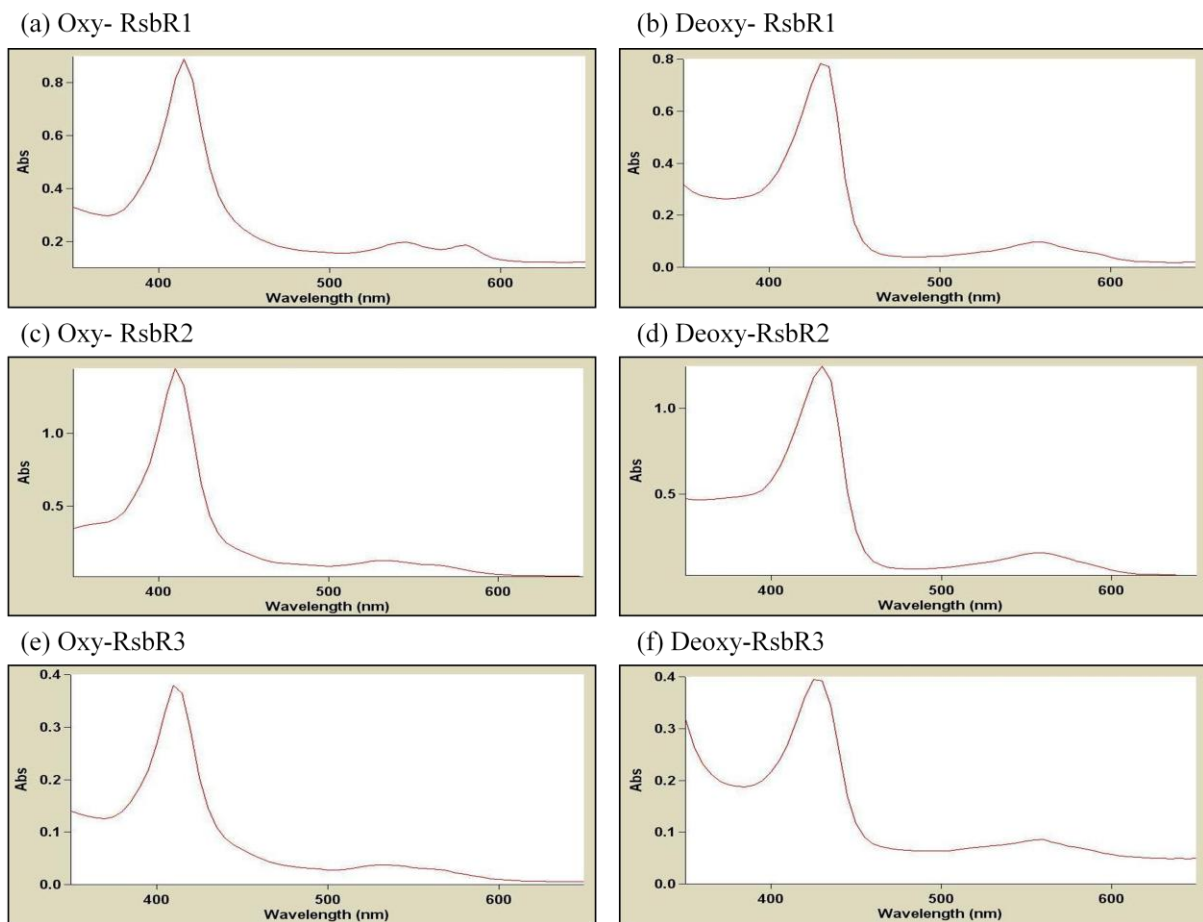 (a) Oxy- RsbR1
(b) Deoxy- RsbR1
Abs
0.8
0.6
0.4
0.2
400
500
600
Wavelength (nm)
Abs
0.8
0.6
0.4
0.2
0.0
400
500
600
Wavelength (nm)
(c) Oxy- RsbR2
(d) Deoxy-RsbR2
Abs
1.0
0.5
400
500
600
Wavelength (nm)
Abs
1.0
0.5
400
500
600
Wavelength (nm)
(e) Oxy-RsbR3
(f) Deoxy-RsbR3
Abs
0.4
0.3
0.2
0.1
0.0
400
500
600
Wavelength (nm)
Abs
0.4
0.3
0.2
0.1
0.0
400
500
600
Wavelength (nm)